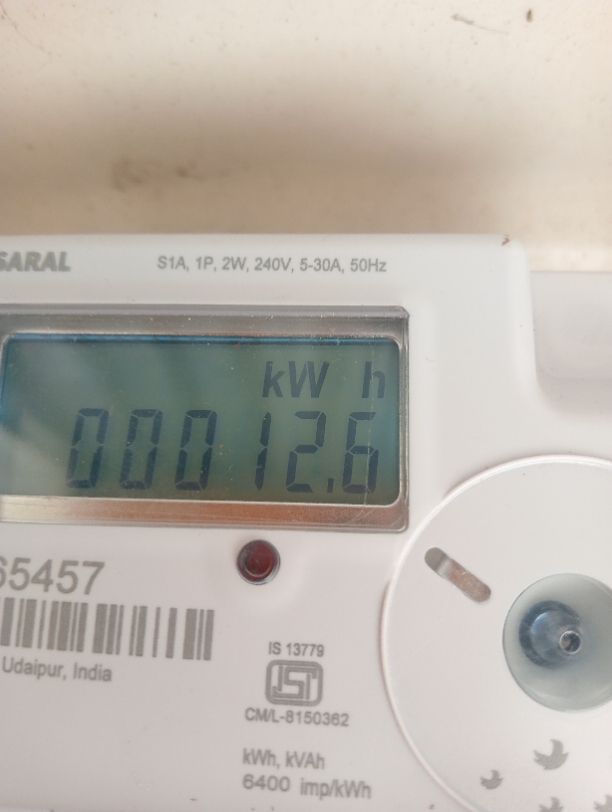 SARAL
S1A, 1P, 2W, 240V, 5-30A, 50Hz
kW h
00012.6
65457
Udaipur, India
IS 13779
ISI
CM/L-8150362
kWh, kVAh
6400 imp/kWh